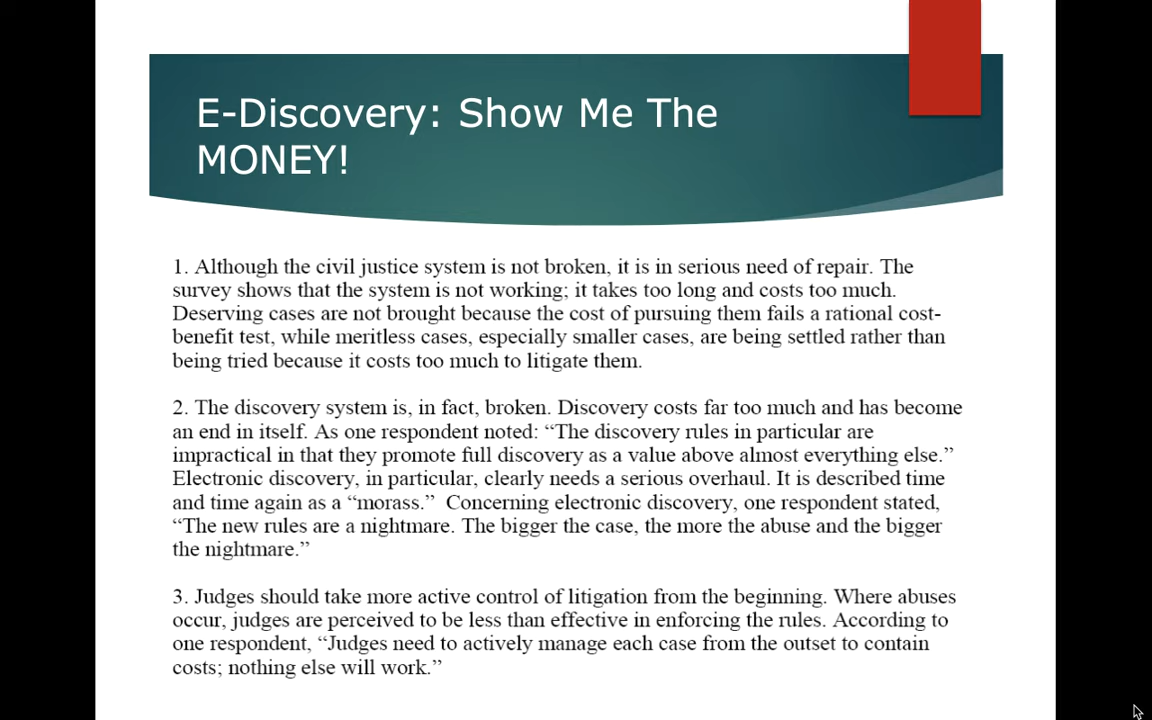 E-Discovery: Show Me The
MONEY!
1. Although the civil justice system is not broken, it is in serious need of repair. The
survey shows that the system is not working; it takes too long and costs too much.
Deserving cases are not brought because the cost of pursuing them fails a rational cost-
benefit test, while meritless cases, especially smaller cases, are being settled rather than
being tried because it costs too much to litigate them.
2. The discovery system is, in fact, broken. Discovery costs far too much and has become
an end in itself. As one respondent noted: “The discovery rules in particular are
impractical in that they promote full discovery as a value above almost everything else.”
Electronic discovery, in particular, clearly needs a serious overhaul. It is described time
and time again as a “morass.”  Concerning electronic discovery, one respondent stated,
“The new rules are a nightmare. The bigger the case, the more the abuse and the bigger
the nightmare.”
3. Judges should take more active control of litigation from the beginning. Where abuses
occur, judges are perceived to be less than effective in enforcing the rules. According to
one respondent, “Judges need to actively manage each case from the outset to contain
costs; nothing else will work.”